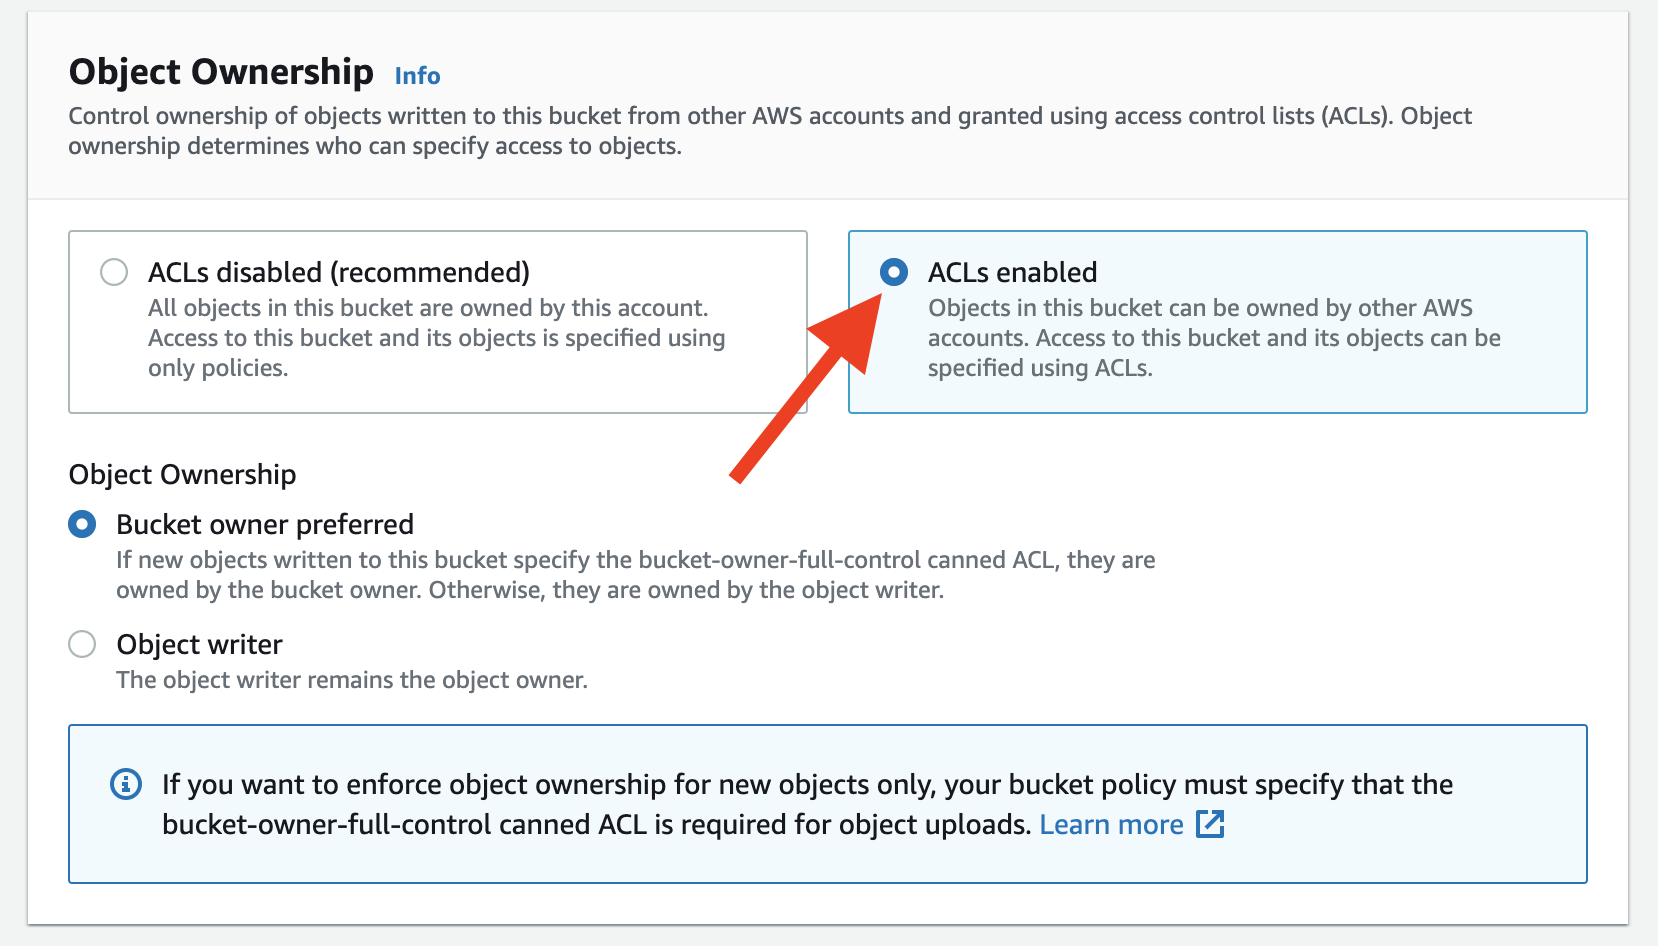 Object Ownership Info
Control ownership of objects written to this bucket from other AWS accounts and granted using access control lists (ACLs). Object
ownership determines who can specify access to objects.
ACLs disabled (recommended)
All objects in this bucket are owned by this account.
Access to this bucket and its objects is specified using
only policies.
ACLs enabled
Objects in this bucket can be owned by other AWS
accounts. Access to this bucket and its objects can be
specified using ACLs.
Object Ownership
Bucket owner preferred
If new objects written to this bucket specify the bucket-owner-full-control canned ACL, they are
owned by the bucket owner. Otherwise, they are owned by the object writer.
Object writer
The object writer remains the object owner.
If you want to enforce object ownership for new objects only, your bucket policy must specify that the
bucket-owner-full-control canned ACL is required for object uploads. Learn more